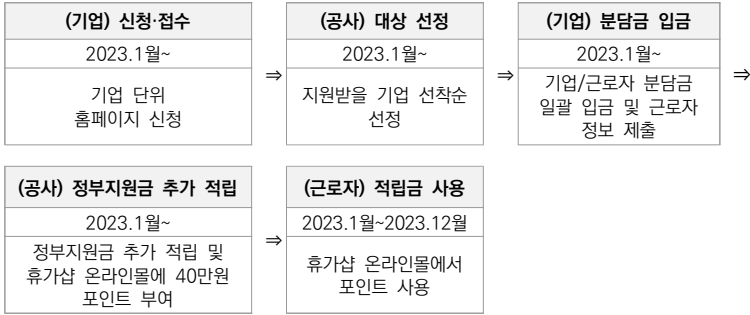 (기업) 신청·접수
2023.1월~
기업 단위
홈페이지 신청
⇒
(공사) 대상 선정
2023.1월~
지원받을 기업 선착순
선정
⇒
(기업) 분담금 입금
2023.1월~
기업/근로자 분담금
일괄 입금 및 근로자
정보 제출
⇒
(공사) 정부지원금 추가 적립
2023.1월~
정부지원금 추가 적립 및
휴가샵 온라인몰에 40만원
포인트 부여
⇒
(근로자) 적립금 사용
2023.1월~2023.12월
휴가샵 온라인몰에서
포인트 사용